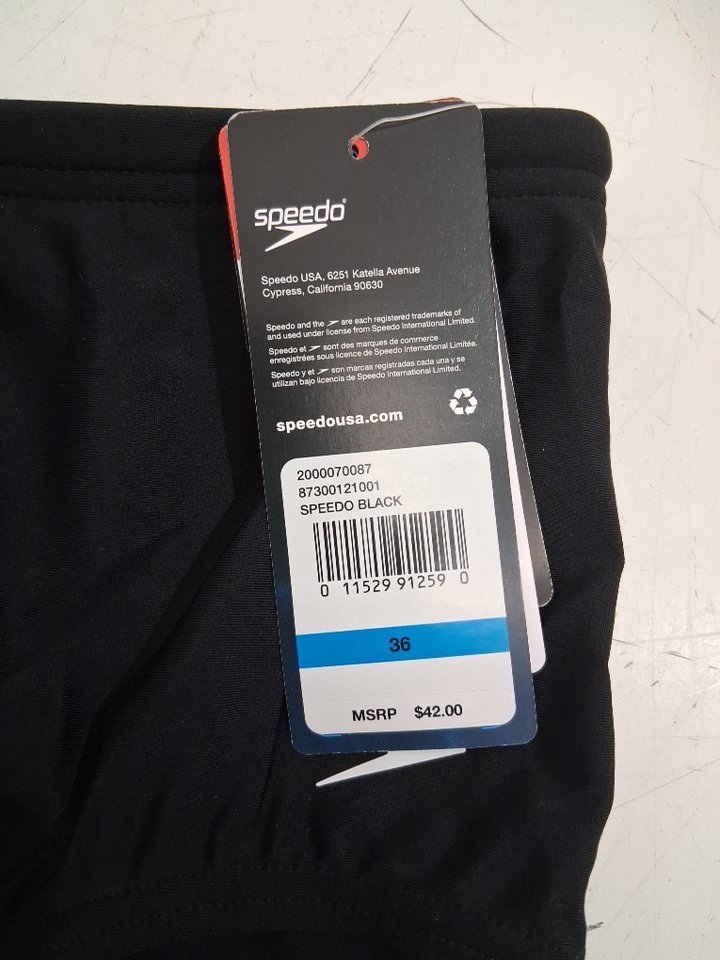 speedo®
Speedo USA, 6251 Katella Avenue
Cypress, California 90630
Speedo and the are each registered trademarks of
and used under license from Speedo International Limited.
Speedo et sont des marques de commerce
enregistrées sous licence de Speedo International Limitée.
Speedo y et son marcas registradas cada una y se
utilizan bajo licencia de Speedo International Limited.
speedousa.com
2000070087
87300121001
SPEEDO BLACK
0 11529 91259 0
36
MSRP $42.00